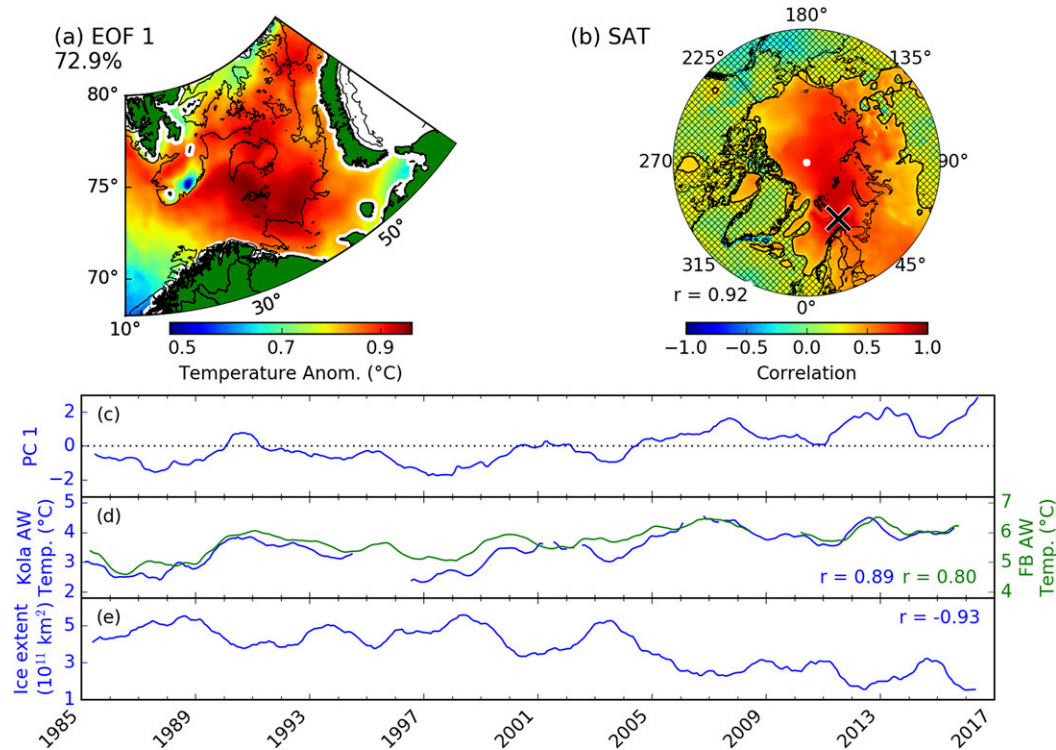 (a) EOF 1
72.9%
80°
75°
70°
10°
30°
50°
0.5 0.7 0.9
Temperature Anom. (°C)
(b) SAT
180°
225° 135°
270 90°
315 45°
0°
r = 0.92
−1.0 −0.5 0.0 0.5 1.0
Correlation
(c)
PC 1
2
0
−2
(d)
Kola AW
Temp. (°C)
5
4
3
2
7
6
5
4
FB AW
Temp. (°C)
r = 0.89 r = 0.80
(e)
Ice extent
(10¹¹ km²)
5
3
1
r = -0.93
1985 1989 1993 1997 2001 2005 2009 2013 2017